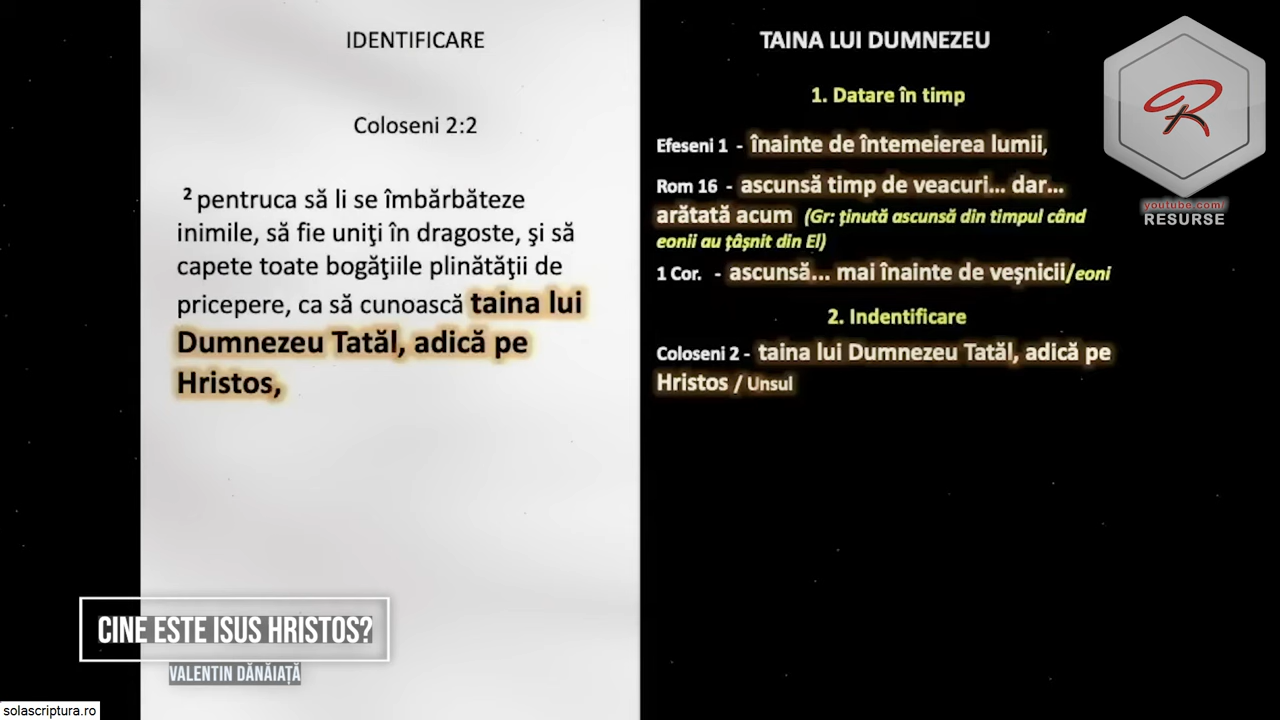 IDENTIFICARE
Coloseni 2:2
2 pentruca să li se îmbărbăteze
inimile, să fie uniţi în dragoste, şi să
capete toate bogăţiile plinătăţii de
pricepere, ca să cunoască taina lui
Dumnezeu Tatăl, adică pe
Hristos,
TAINA LUI DUMNEZEU
1. Datare în timp
Efeseni 1 - înainte de întemeierea lumii,
Rom 16 - ascunsă timp de veacuri... dar...
arătată acum (Gr: ţinută ascunsă din timpul când
eonii au ţâşnit din El)
1 Cor. - ascunsă... mai înainte de veșnicii/eoni
2. Indentificare
Coloseni 2 - taina lui Dumnezeu Tatăl, adică pe
Hristos / Unsul
R
youtube.com/
RESURSE
CINE ESTE ISUS HRISTOS?
VALENTIN DĂNĂIAȚĂ
solascriptura.ro